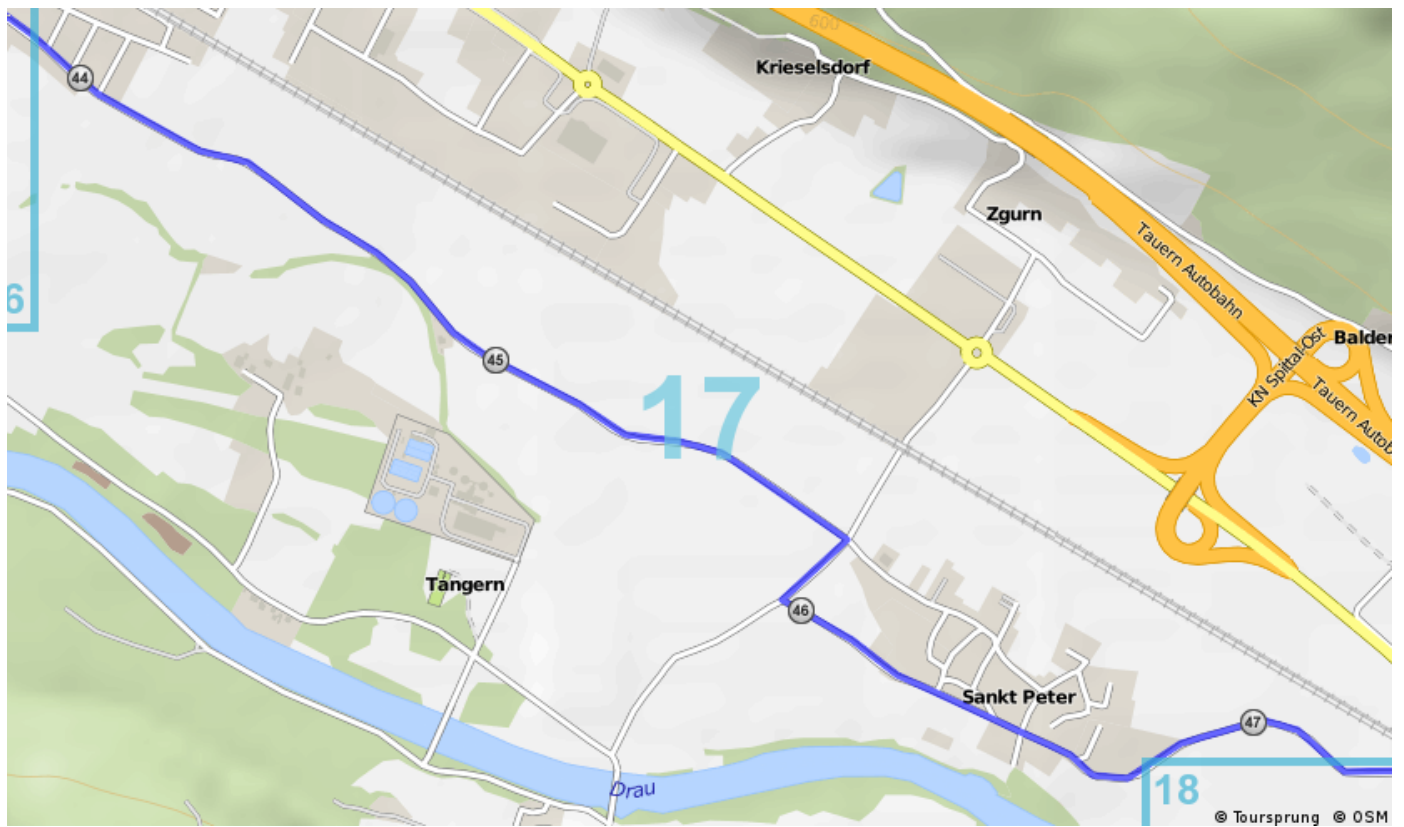 600
Krieselsdorf
44
Zgurn
Tauern Autobahn
6
KN Spittal-Ost
Balder
45
17
Tauern Autob
Tangern
46
Sankt Peter
47
Drau
18
© Toursprung © OSM